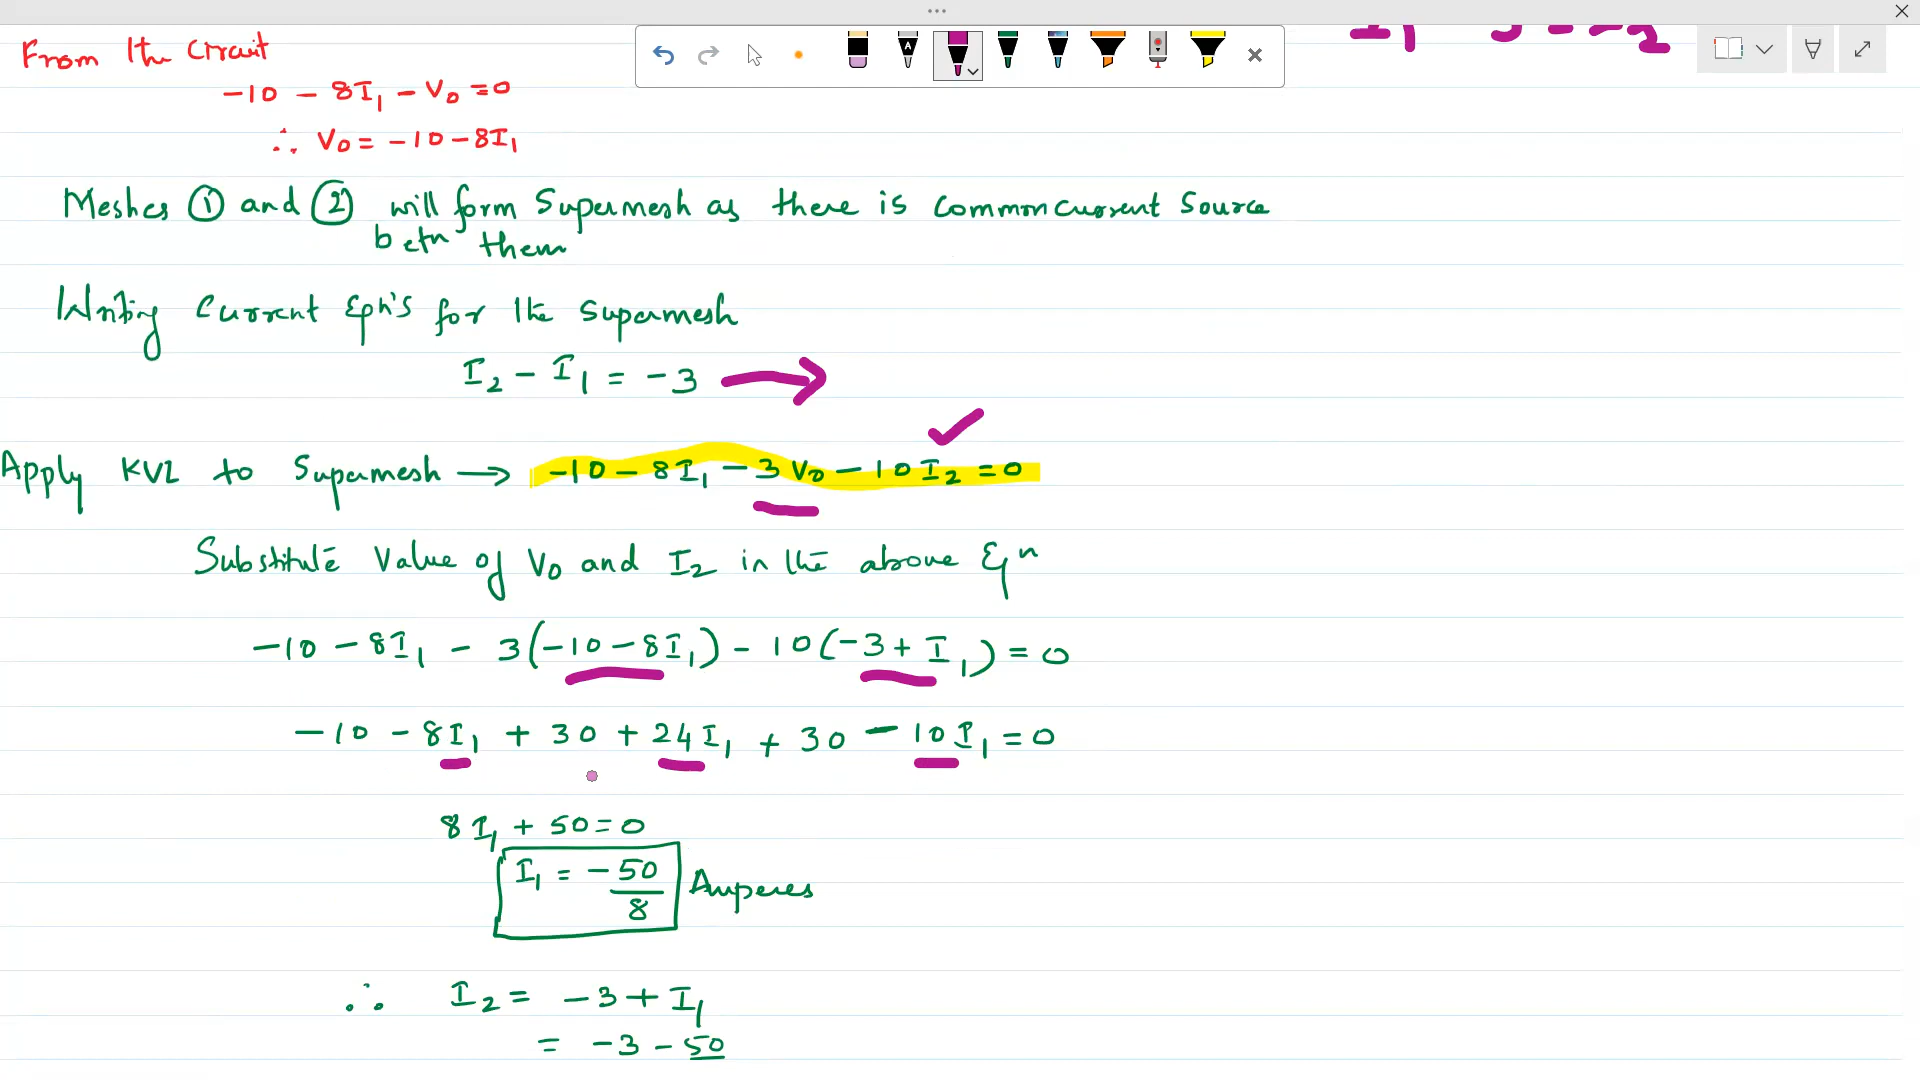 From the Circuit
-10 - 8I₁ - V₀ = 0
∴ V₀ = -10 - 8I₁
Meshes ① and ② will form Supermesh as there is common current Source
betn them
Writing Current Eqn's for the Supermesh
I₂ - I₁ = -3 →
Apply KVL to Supermesh → -10 - 8I₁ - 3V₀ - 10I₂ = 0
Substitute Value of V₀ and I₂ in the above Eqⁿ
-10 - 8I₁ - 3(-10 - 8I₁) - 10(-3 + I₁) = 0
-10 - 8I₁ + 30 + 24I₁ + 30 - 10I₁ = 0
8I₁ + 50 = 0
I₁ = -50/8 Amperes
∴ I₂ = -3 + I₁
= -3 - 50